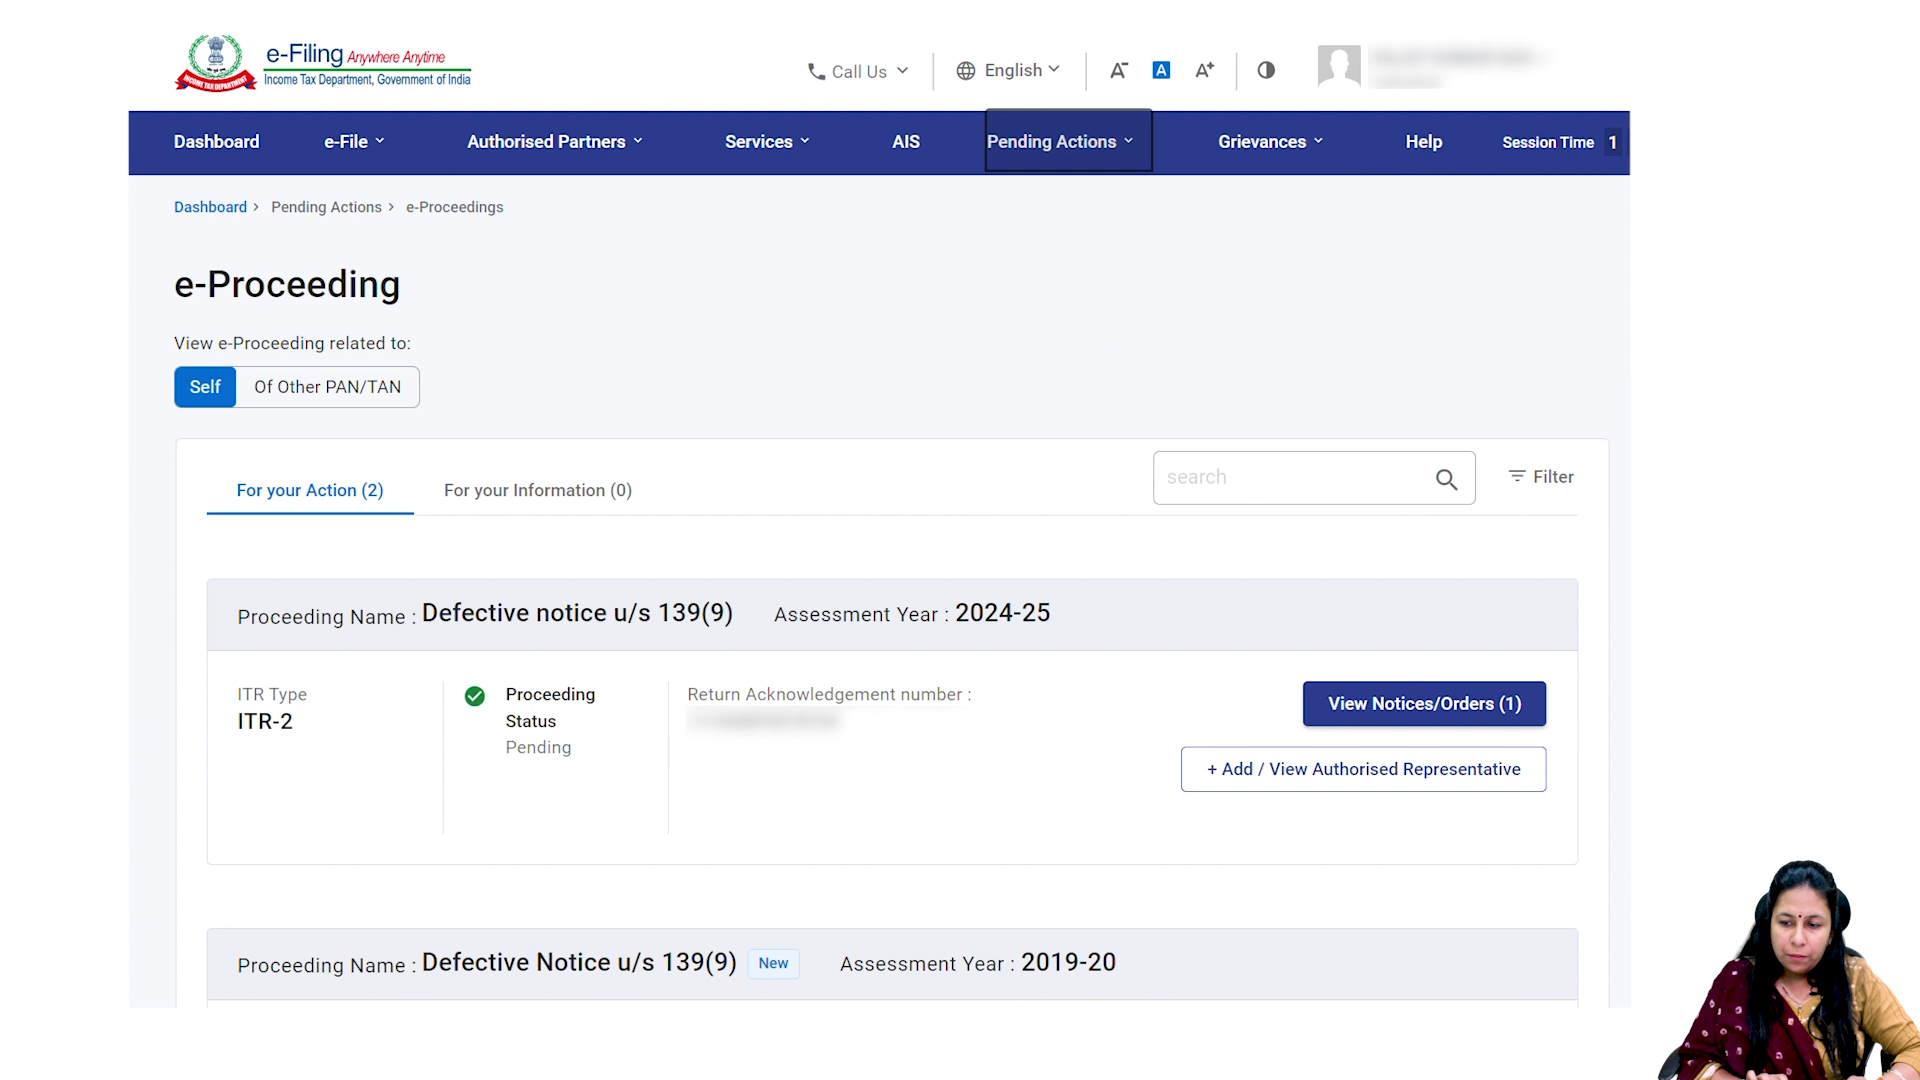 e-Filing Anywhere Anytime
Income Tax Department, Government of India
INCOME TAX DEPARTMENT
Call Us
English
A-
A
A+
Dashboard e-File Authorised Partners Services AIS Pending Actions Grievances Help Session Time 1
Dashboard > Pending Actions > e-Proceedings
e-Proceeding
View e-Proceeding related to:
Self Of Other PAN/TAN
For your Action (2) For your Information (0) search Filter
Proceeding Name : Defective notice u/s 139(9) Assessment Year : 2024-25
ITR Type
ITR-2
Proceeding
Status
Pending
Return Acknowledgement number :
View Notices/Orders (1)
+ Add / View Authorised Representative
Proceeding Name : Defective Notice u/s 139(9) New Assessment Year : 2019-20